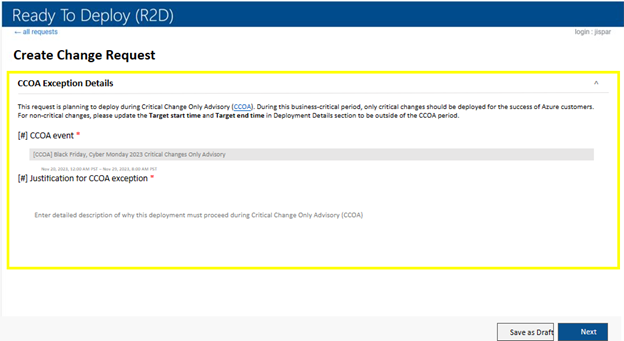 Ready To Deploy (R2D)
← all requests
login : jispar
Create Change Request
CCOA Exception Details
This request is planning to deploy during Critical Change Only Advisory (CCOA). During this business-critical period, only critical changes should be deployed for the success of Azure customers.
For non-critical changes, please update the Target start time and Target end time in Deployment Details section to be outside of the CCOA period.
[#] CCOA event *
[CCOA] Black Friday, Cyber Monday 2023 Critical Changes Only Advisory
Nov 20, 2023, 12:00 AM PST – Nov 28, 2023, 8:00 AM PST
[#] Justification for CCOA exception *
Enter detailed description of why this deployment must proceed during Critical Change Only Advisory (CCOA)
Save as Draft
Next